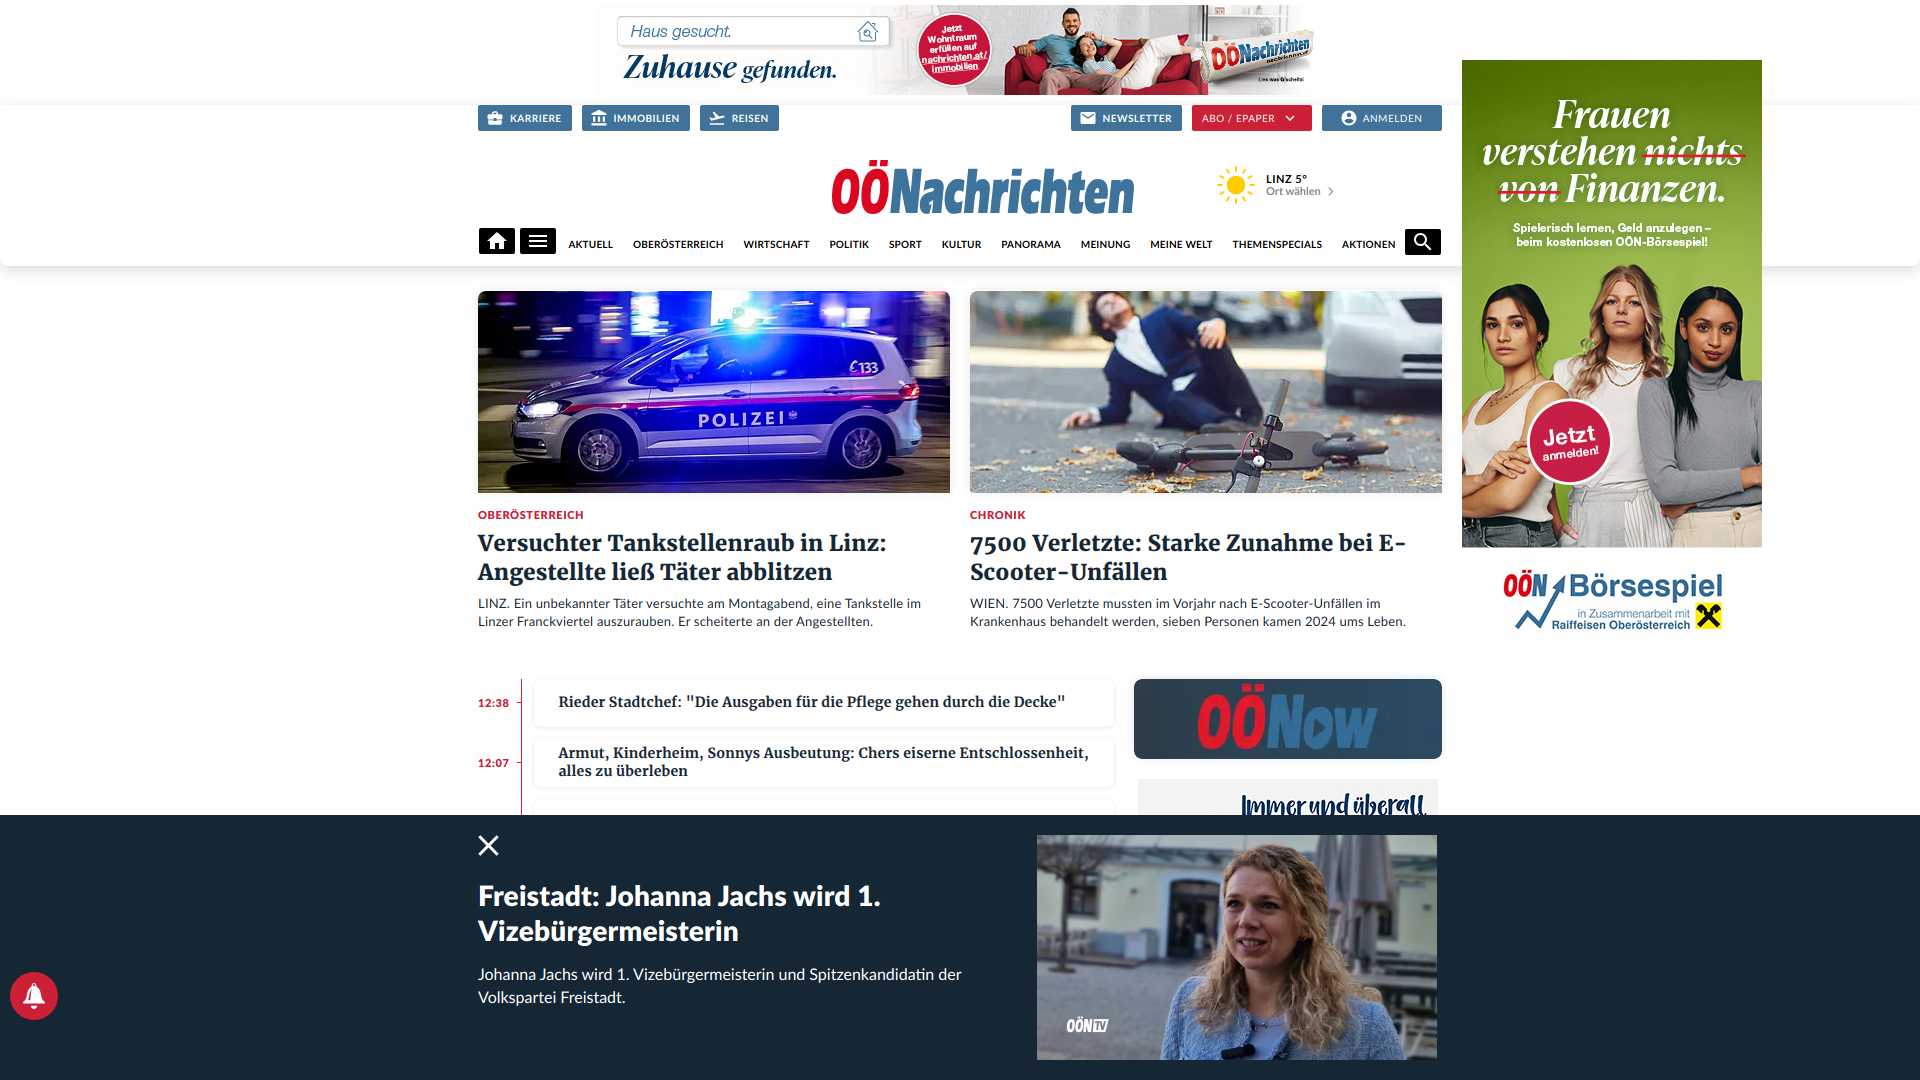 Haus gesucht.
Zuhause gefunden.
Jetzt
Wohntraum
erfüllen auf
nachrichten.at/
immobilien
OÖNachrichten
Lies was Gscheits!
KARRIERE
IMMOBILIEN
REISEN
NEWSLETTER
ABO / EPAPER
ANMELDEN
OÖNachrichten
LINZ 5°
Ort wählen
AKTUELL
OBERÖSTERREICH
WIRTSCHAFT
POLITIK
SPORT
KULTUR
PANORAMA
MEINUNG
MEINE WELT
THEMENSPECIALS
AKTIONEN
Frauen
verstehen nichts
von Finanzen.
Spielerisch lernen, Geld anzulegen –
beim kostenlosen OÖN-Börsespiel!
Jetzt
anmelden!
OÖN Börsespiel
in Zusammenarbeit mit
Raiffeisen Oberösterreich
133
POLIZEI
OBERÖSTERREICH
Versuchter Tankstellenraub in Linz:
Angestellte ließ Täter abblitzen
LINZ. Ein unbekannter Täter versuchte am Montagabend, eine Tankstelle im
Linzer Franckviertel auszurauben. Er scheiterte an der Angestellten.
CHRONIK
7500 Verletzte: Starke Zunahme bei E-
Scooter-Unfällen
WIEN. 7500 Verletzte mussten im Vorjahr nach E-Scooter-Unfällen im
Krankenhaus behandelt werden, sieben Personen kamen 2024 ums Leben.
12:38
Rieder Stadtchef: "Die Ausgaben für die Pflege gehen durch die Decke"
12:07
Armut, Kinderheim, Sonnys Ausbeutung: Chers eiserne Entschlossenheit,
alles zu überleben
OÖNow
Immer und überall
Freistadt: Johanna Jachs wird 1.
Vizebürgermeisterin
Johanna Jachs wird 1. Vizebürgermeisterin und Spitzenkandidatin der
Volkspartei Freistadt.
OÖNTV